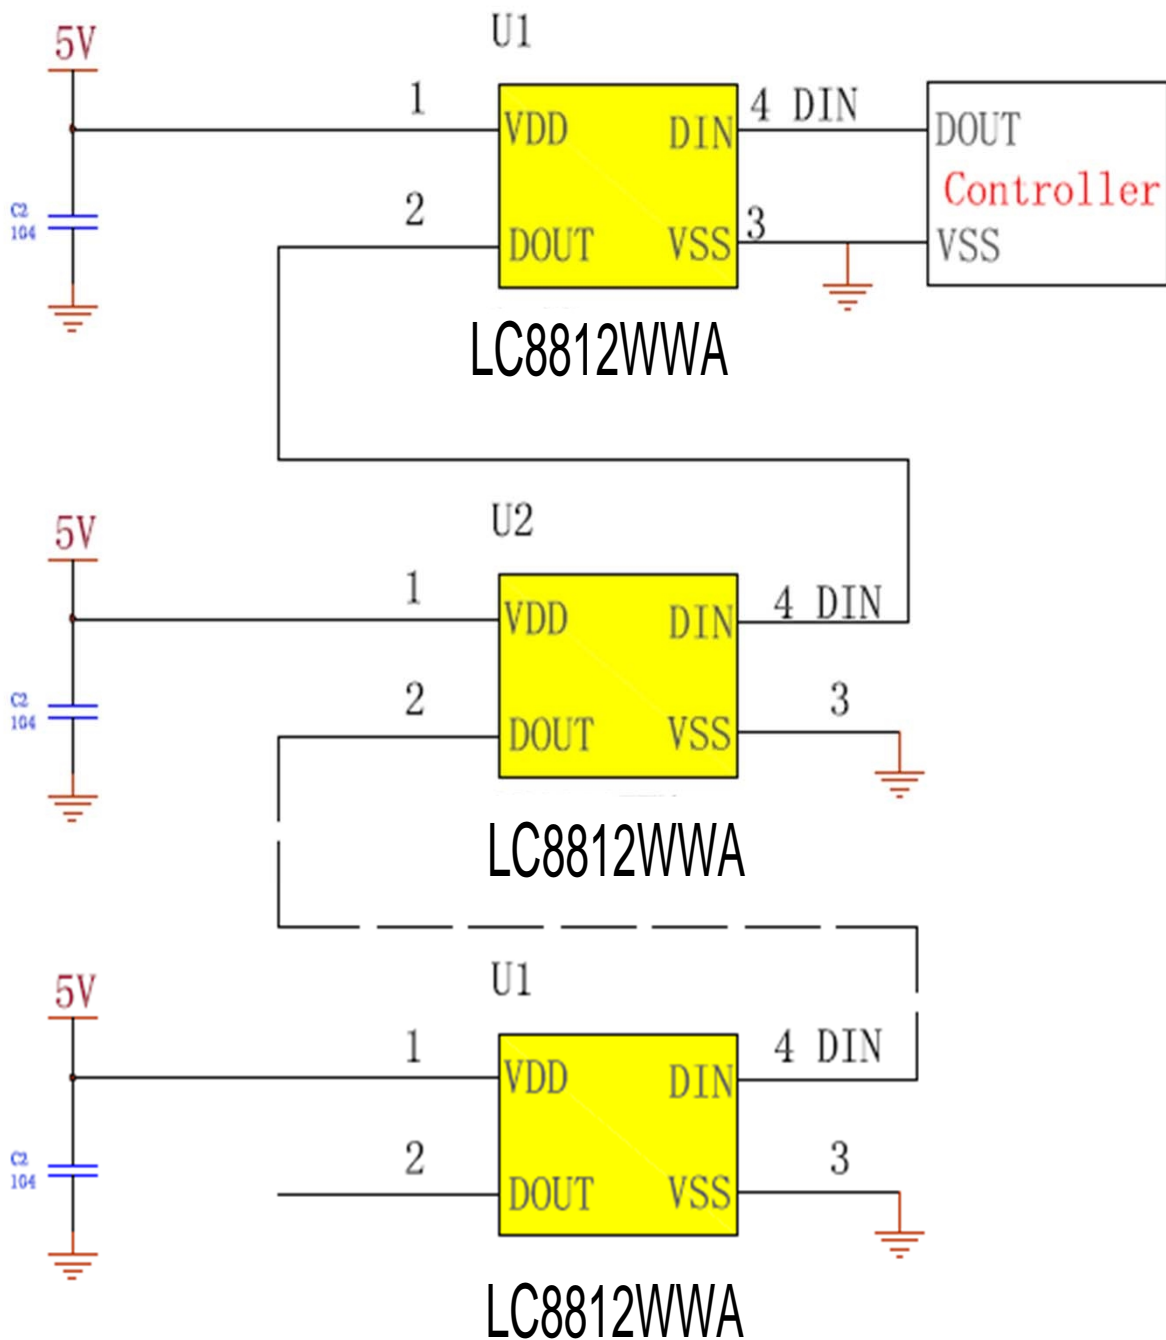 U1
5V
1
4 DIN
VDD
DIN
DOUT
Controller
C2
104
2
3
DOUT
VSS
VSS
LC8812WWA
U2
5V
1
4 DIN
VDD
DIN
C2
104
2
3
DOUT
VSS
LC8812WWA
U1
5V
1
4 DIN
VDD
DIN
C2
104
2
3
DOUT
VSS
LC8812WWA